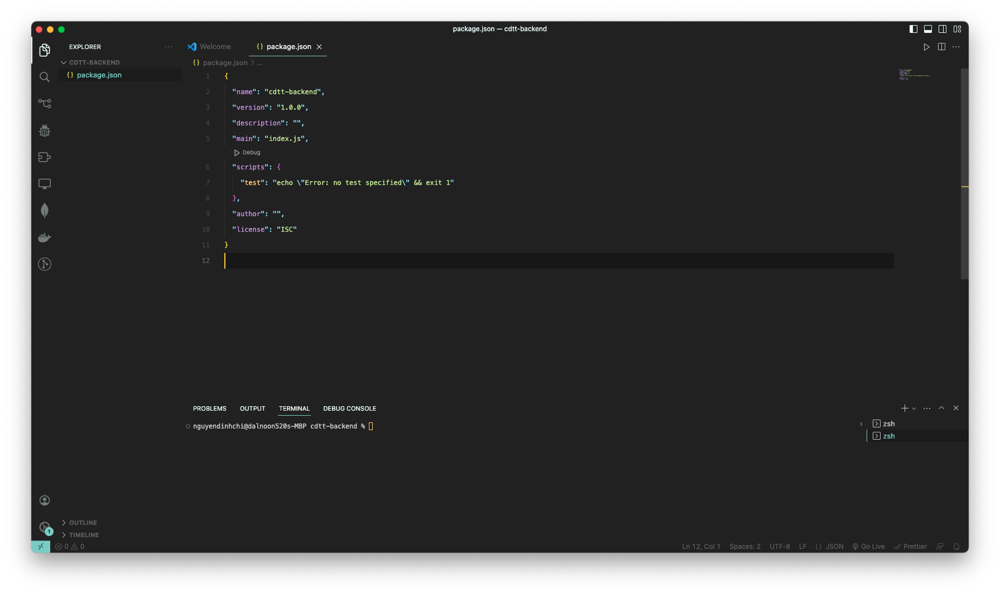 package.json — cdtt-backend
EXPLORER
CDTT-BACKEND
{} package.json
Welcome
{} package.json
{} package.json > ...
1 {
2 "name": "cdtt-backend",
3 "version": "1.0.0",
4 "description": "",
5 "main": "index.js",
Debug
6 "scripts": {
7 "test": "echo \"Error: no test specified\" && exit 1"
8 },
9 "author": "",
10 "license": "ISC"
11 }
12
PROBLEMS OUTPUT TERMINAL DEBUG CONSOLE
nguyendinhchi@dalnoon520s-MBP cdtt-backend %
zsh
zsh
OUTLINE
1
TIMELINE
0 0
Ln 12, Col 1 Spaces: 2 UTF-8 LF {} JSON Go Live Prettier